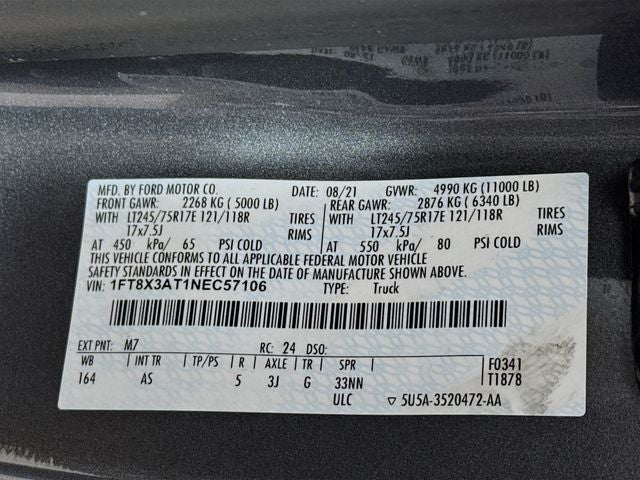 MFD. BY FORD MOTOR CO. DATE: 08/21 GVWR: 4990 KG (11000 LB)
FRONT GAWR: 2268 KG (5000 LB) REAR GAWR: 2876 KG (6340 LB)
WITH LT245/75R17E 121/118R TIRES WITH LT245/75R17E 121/118R TIRES
17x7.5J RIMS 17x7.5J RIMS
AT 450 kPa/ 65 PSI COLD AT 550 kPa/ 80 PSI COLD
THIS VEHICLE CONFORMS TO ALL APPLICABLE FEDERAL MOTOR VEHICLE
SAFETY STANDARDS IN EFFECT ON THE DATE OF MANUFACTURE SHOWN ABOVE.
VIN: 1FT8X3AT1NEC57106 TYPE: Truck
EXT PNT: M7 RC: 24 DSO:
WB INT TR TP/PS R AXLE TR SPR F0341
164 AS 5 3J G 33NN T1878
ULC ▽ 5U5A-3520472-AA